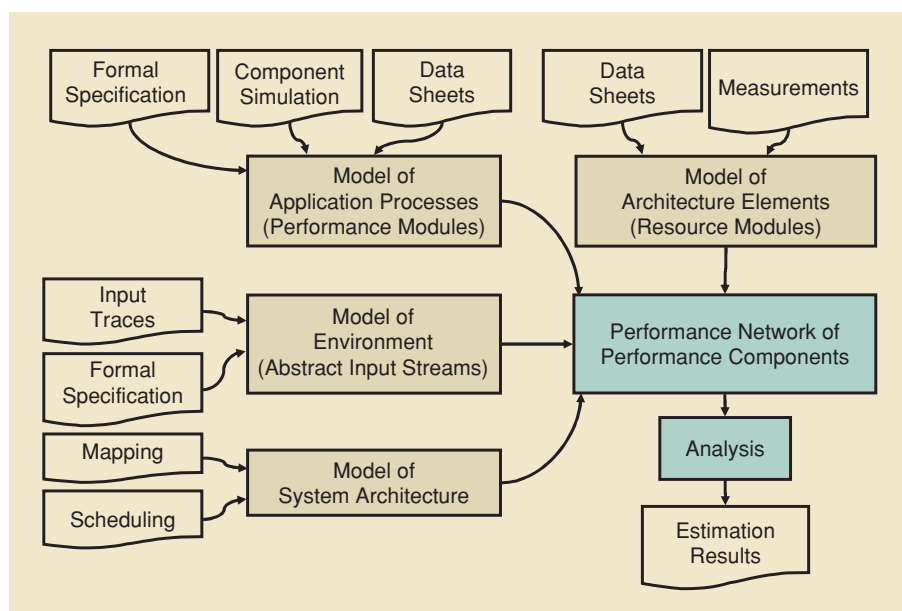 Formal
Specification
Component
Simulation
Data
Sheets
Data
Sheets
Measurements
Model of
Application Processes
(Performance Modules)
Model of
Architecture Elements
(Resource Modules)
Input
Traces
Formal
Specification
Model of
Environment
(Abstract Input Streams)
Performance Network of
Performance Components
Mapping
Scheduling
Model of
System Architecture
Analysis
Estimation
Results